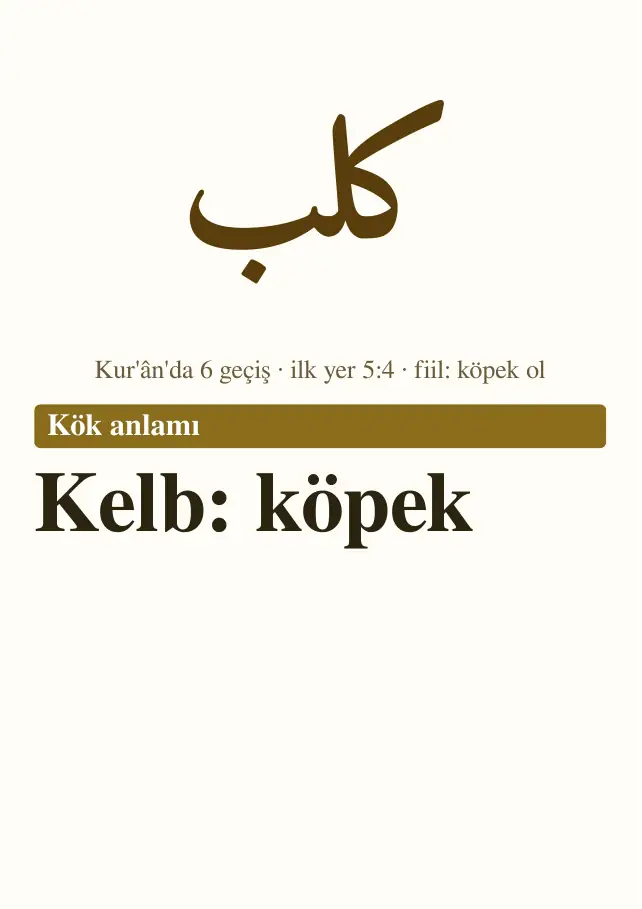 كلب
Kur'ân'da 6 geçiş · ilk yer 5:4 · fiil: köpek ol
Kök anlamı
Kelb: köpek